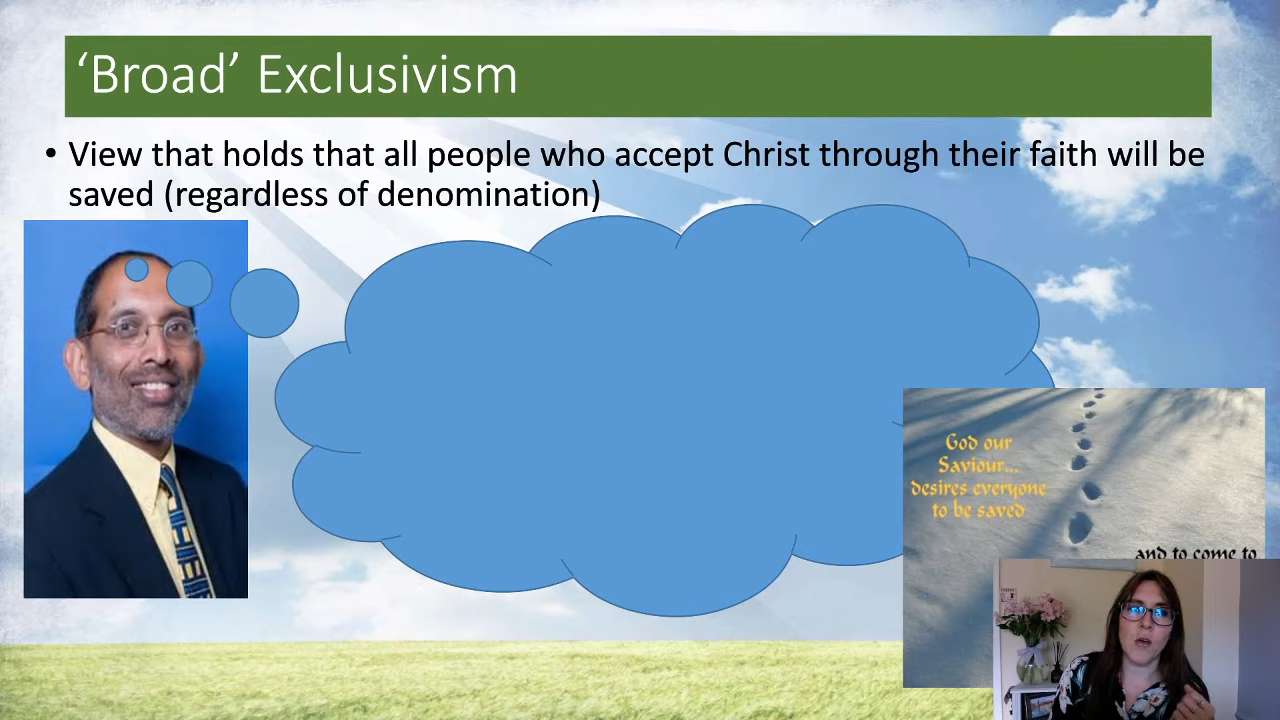 ‘Broad’ Exclusivism
• View that holds that all people who accept Christ through their faith will be
saved (regardless of denomination)
God our
Saviour...
desires everyone
to be saved
and to come to